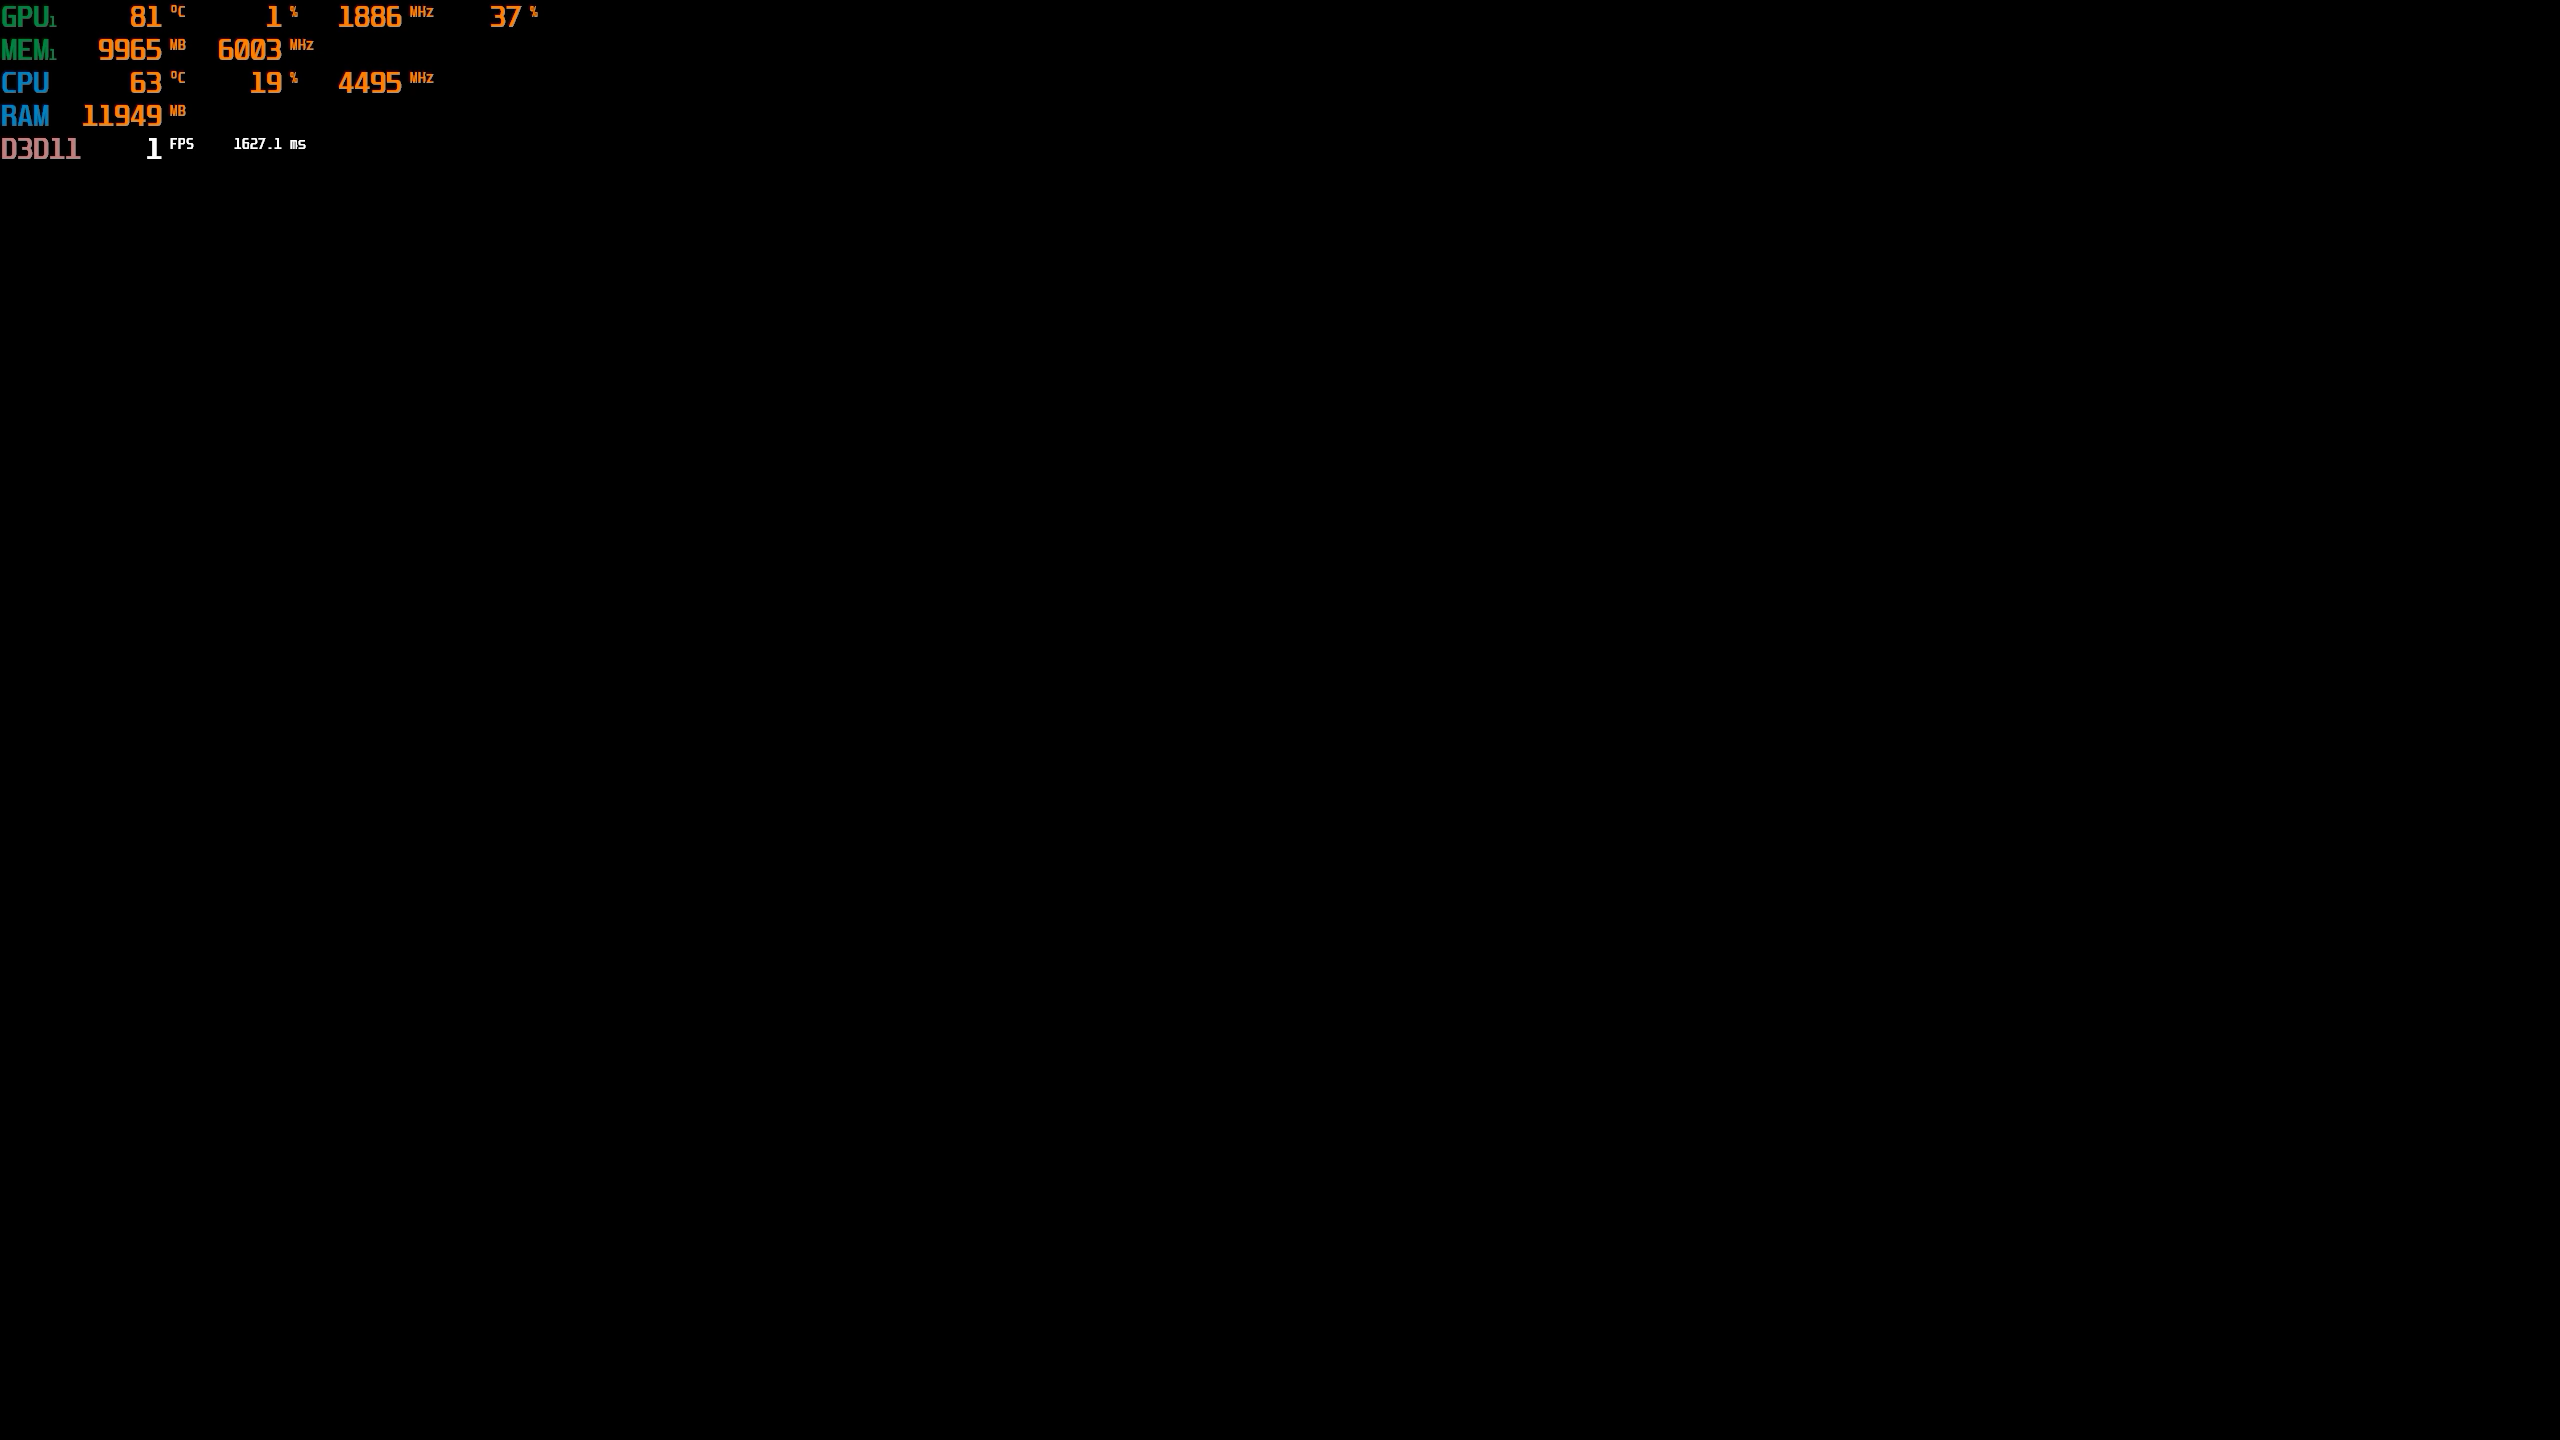 GPU1 81 °C 1 % 1886 MHz 37 %
MEM1 9965 MB 6003 MHz
CPU 63 °C 19 % 4495 MHz
RAM 11949 MB
D3D11 1 FPS 1627.1 ms